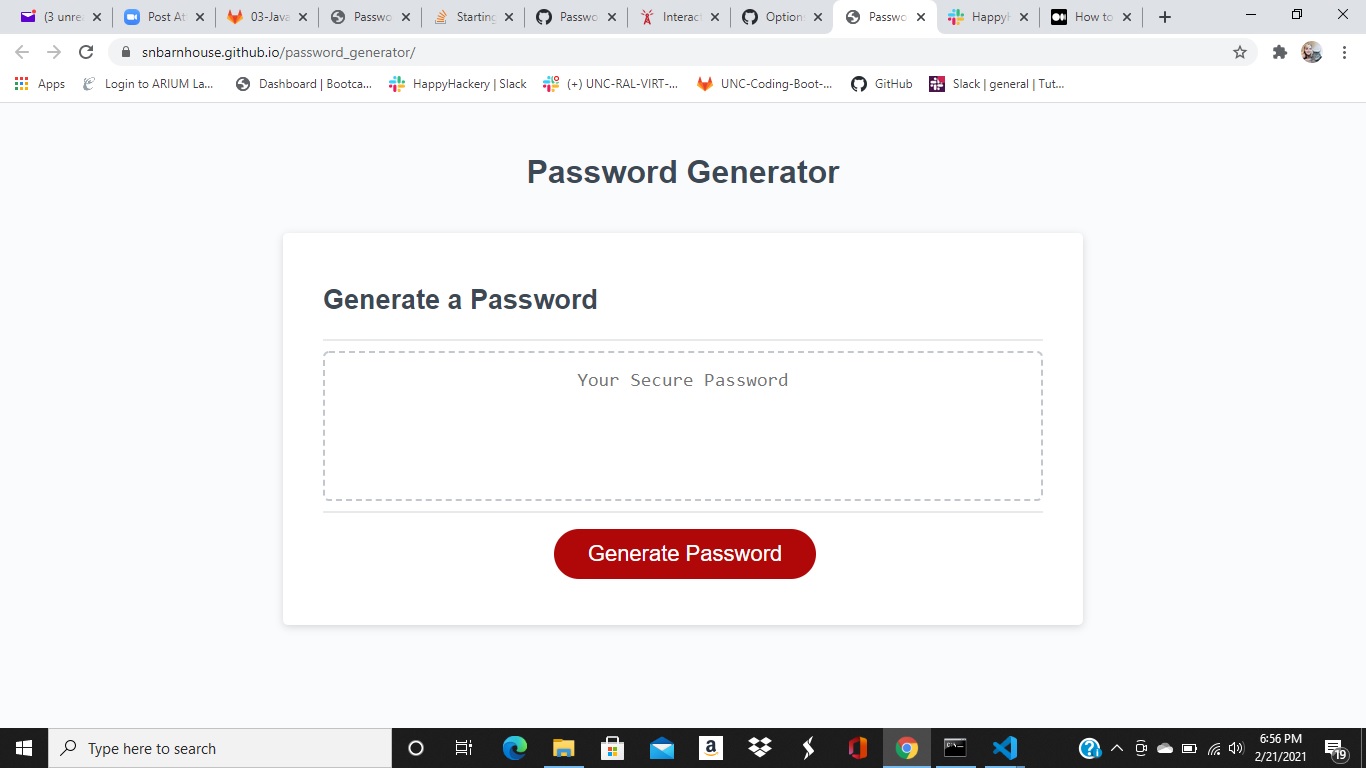 (3 unre
Post At
03-Java
Passwo
Starting
Passwo
Interac
Option
Passwo
Happy
How to
snbarnhouse.github.io/password_generator/
Apps
Login to ARIUM La...
Dashboard | Bootca...
HappyHackery | Slack
(+) UNC-RAL-VIRT-...
UNC-Coding-Boot-...
GitHub
Slack | general | Tut...
Password Generator
Generate a Password
Your Secure Password
Generate Password
Type here to search
6:56 PM
2/21/2021
19